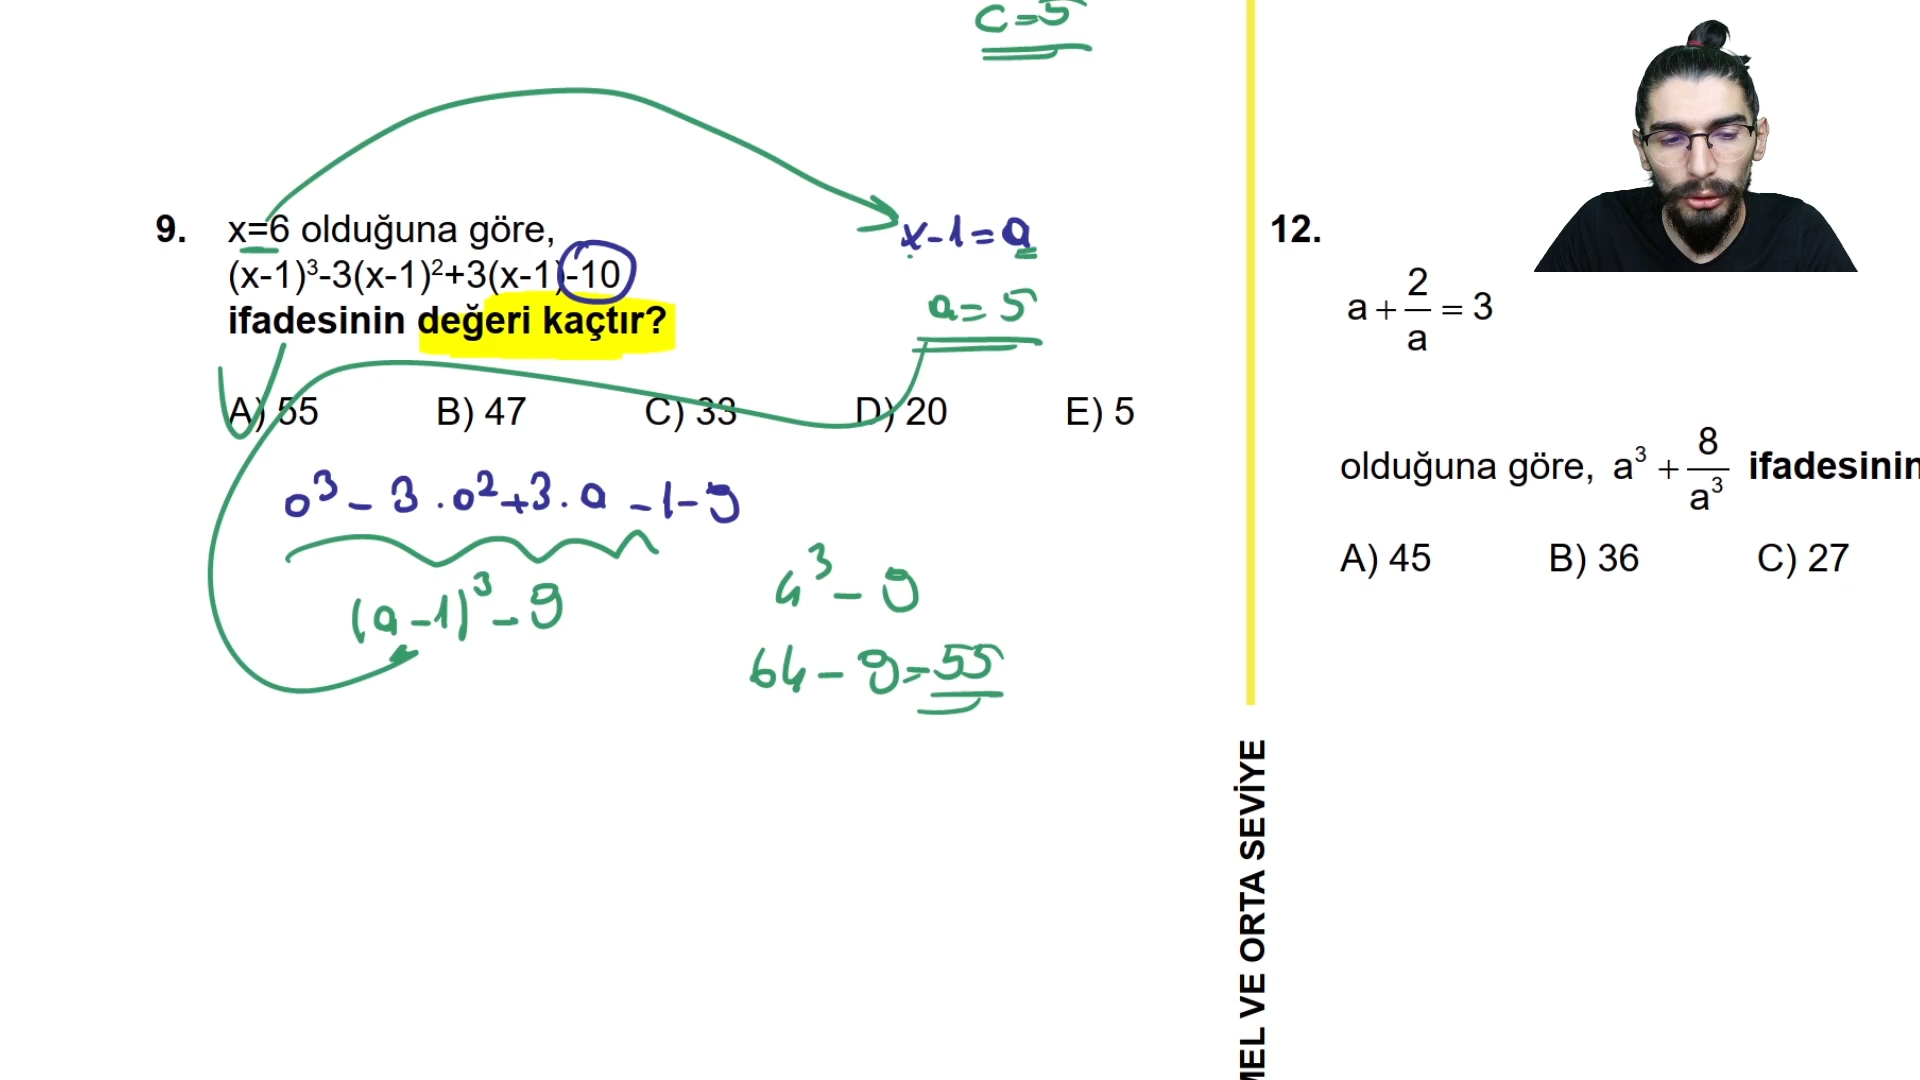 c=5
9. x=6 olduğuna göre,
(x-1)³-3(x-1)²+3(x-1)-10
ifadesinin değeri kaçtır?
x-1=a
a=5
A) 55 B) 47 C) 33 D) 20 E) 5
a³-3.a²+3.a-1-9
(a-1)³-9
4³-9
64-9=55
12.
a+2/a=3
olduğuna göre, a³+8/a³ ifadesinin
A) 45 B) 36 C) 27
MEL VE ORTA SEVİYE